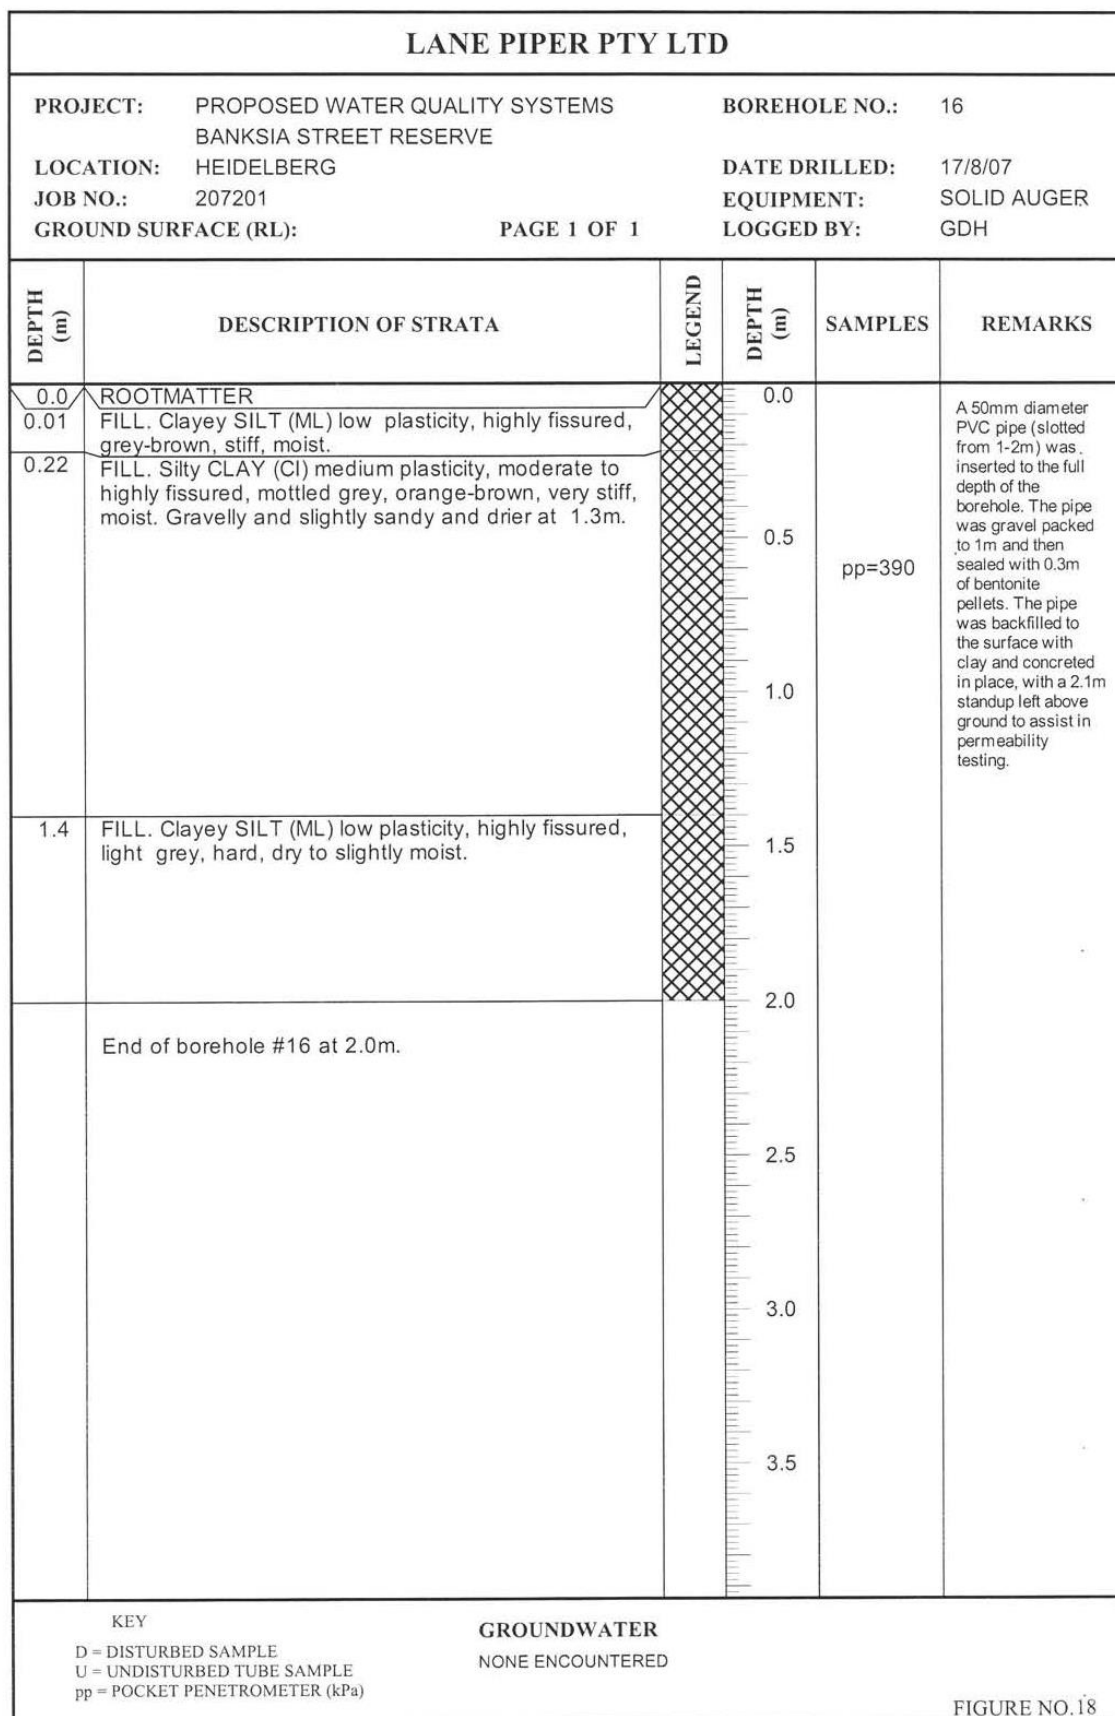 LANE PIPER PTY LTD
PROJECT: PROPOSED WATER QUALITY SYSTEMS
BANKSIA STREET RESERVE
LOCATION: HEIDELBERG
JOB NO.: 207201
GROUND SURFACE (RL): PAGE 1 OF 1
BOREHOLE NO.: 16
DATE DRILLED: 17/8/07
EQUIPMENT: SOLID AUGER
LOGGED BY: GDH
DEPTH (m)
DESCRIPTION OF STRATA
LEGEND
DEPTH (m)
SAMPLES
REMARKS
0.0 ROOTMATTER
0.01 FILL. Clayey SILT (ML) low plasticity, highly fissured,
grey-brown, stiff, moist.
0.22 FILL. Silty CLAY (CI) medium plasticity, moderate to
highly fissured, mottled grey, orange-brown, very stiff,
moist. Gravelly and slightly sandy and drier at 1.3m.
1.4 FILL. Clayey SILT (ML) low plasticity, highly fissured,
light grey, hard, dry to slightly moist.
End of borehole #16 at 2.0m.
0.0
0.5
1.0
1.5
2.0
2.5
3.0
3.5
pp=390
A 50mm diameter
PVC pipe (slotted
from 1-2m) was
inserted to the full
depth of the
borehole. The pipe
was gravel packed
to 1m and then
sealed with 0.3m
of bentonite
pellets. The pipe
was backfilled to
the surface with
clay and concreted
in place, with a 2.1m
standup left above
ground to assist in
permeability
testing.
KEY
D = DISTURBED SAMPLE
U = UNDISTURBED TUBE SAMPLE
pp = POCKET PENETROMETER (kPa)
GROUNDWATER
NONE ENCOUNTERED
FIGURE NO.18